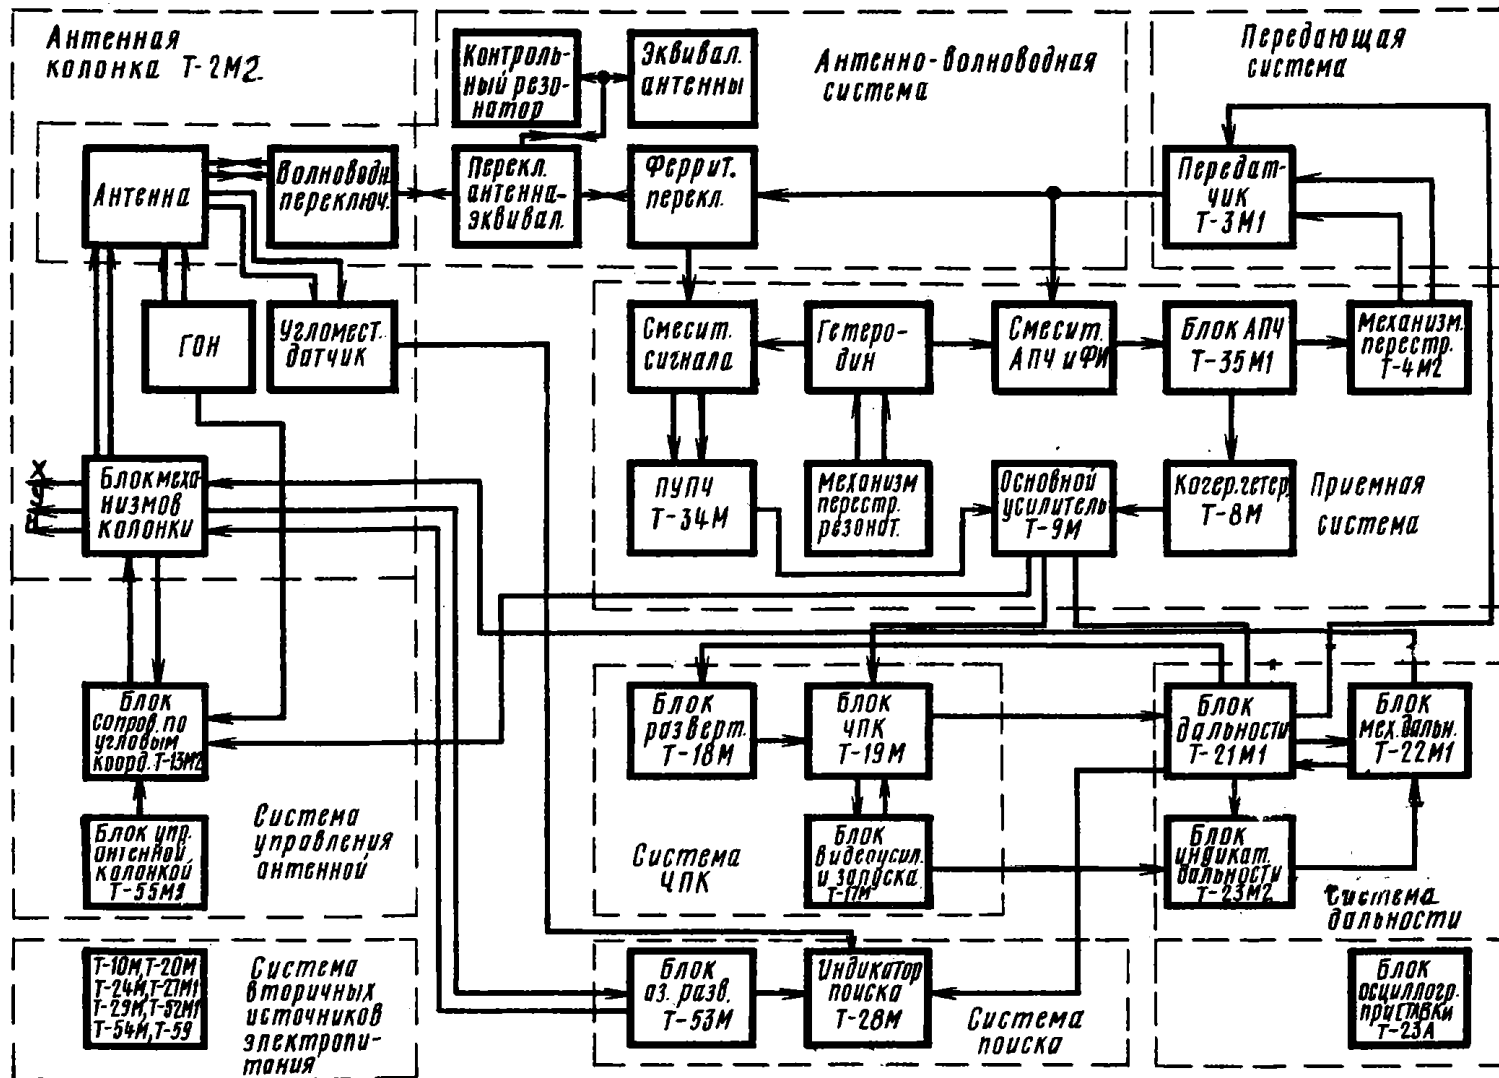 Антенная
колонка Т-2М2
Контроль-
ный резо-
натор
Эквивал.
антенны
Антенно-волноводная
система
Передающая
система
Антенна
Волноводн.
переключ.
Перекл.
антенна-
эквивал.
Феррит.
перекл.
Передат-
чик
Т-3М1
ГОН
Угломест.
датчик
Смесит.
сигнала
Гетеро-
дин
Смесит.
АПЧ и ФИ
Блок АПЧ
Т-35М1
Механизм.
перестр.
Т-4М2
Блок меха-
низмов
колонки
ПУПЧ
Т-34М
Механизм
перестр.
резонат.
Основной
усилитель
Т-9М
Когер.гетер.
Т-8М
Приемная
система
Блок
сопров. по
угловым
коорд. Т-13М2
Блок
разверт.
Т-18М
Блок
ЧПК
Т-19М
Блок
дальности
Т-21М1
Блок
мех.дальн.
Т-22М1
Блок упр.
антенной
колонкой
Т-55М1
Система
управления
антенной
Система
ЧПК
Блок
видеоусил.
и запуска
Т-17М
Блок
индикат.
дальности
Т-23М2
Система
дальности
Т-10М,Т-20М
Т-24М,Т-27М1
Т-29М,Т-52М1
Т-54М,Т-59
Система
вторичных
источников
электропи-
тания
Блок
аз. разв.
Т-53М
Индикатор
поиска
Т-28М
Система
поиска
Блок
осциллогр.
приставки
Т-23А